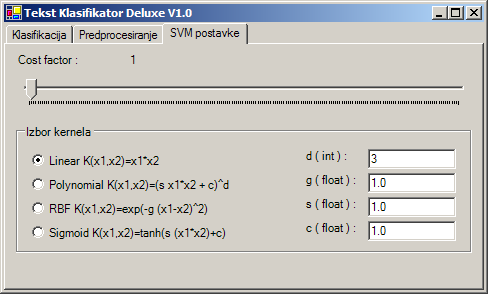 Tekst Klasifikator Deluxe V1.0
Klasifikacija Predprocesiranje SVM postavke
Cost factor : 1
Izbor kernela
Linear K(x1,x2)=x1*x2 d ( int ) : 3
Polynomial K(x1,x2)=(s x1*x2 + c)^d g ( float ) : 1.0
RBF K(x1,x2)=exp(-g (x1-x2)^2) s ( float ) : 1.0
Sigmoid K(x1,x2)=tanh(s (x1*x2)+c) c ( float ) : 1.0